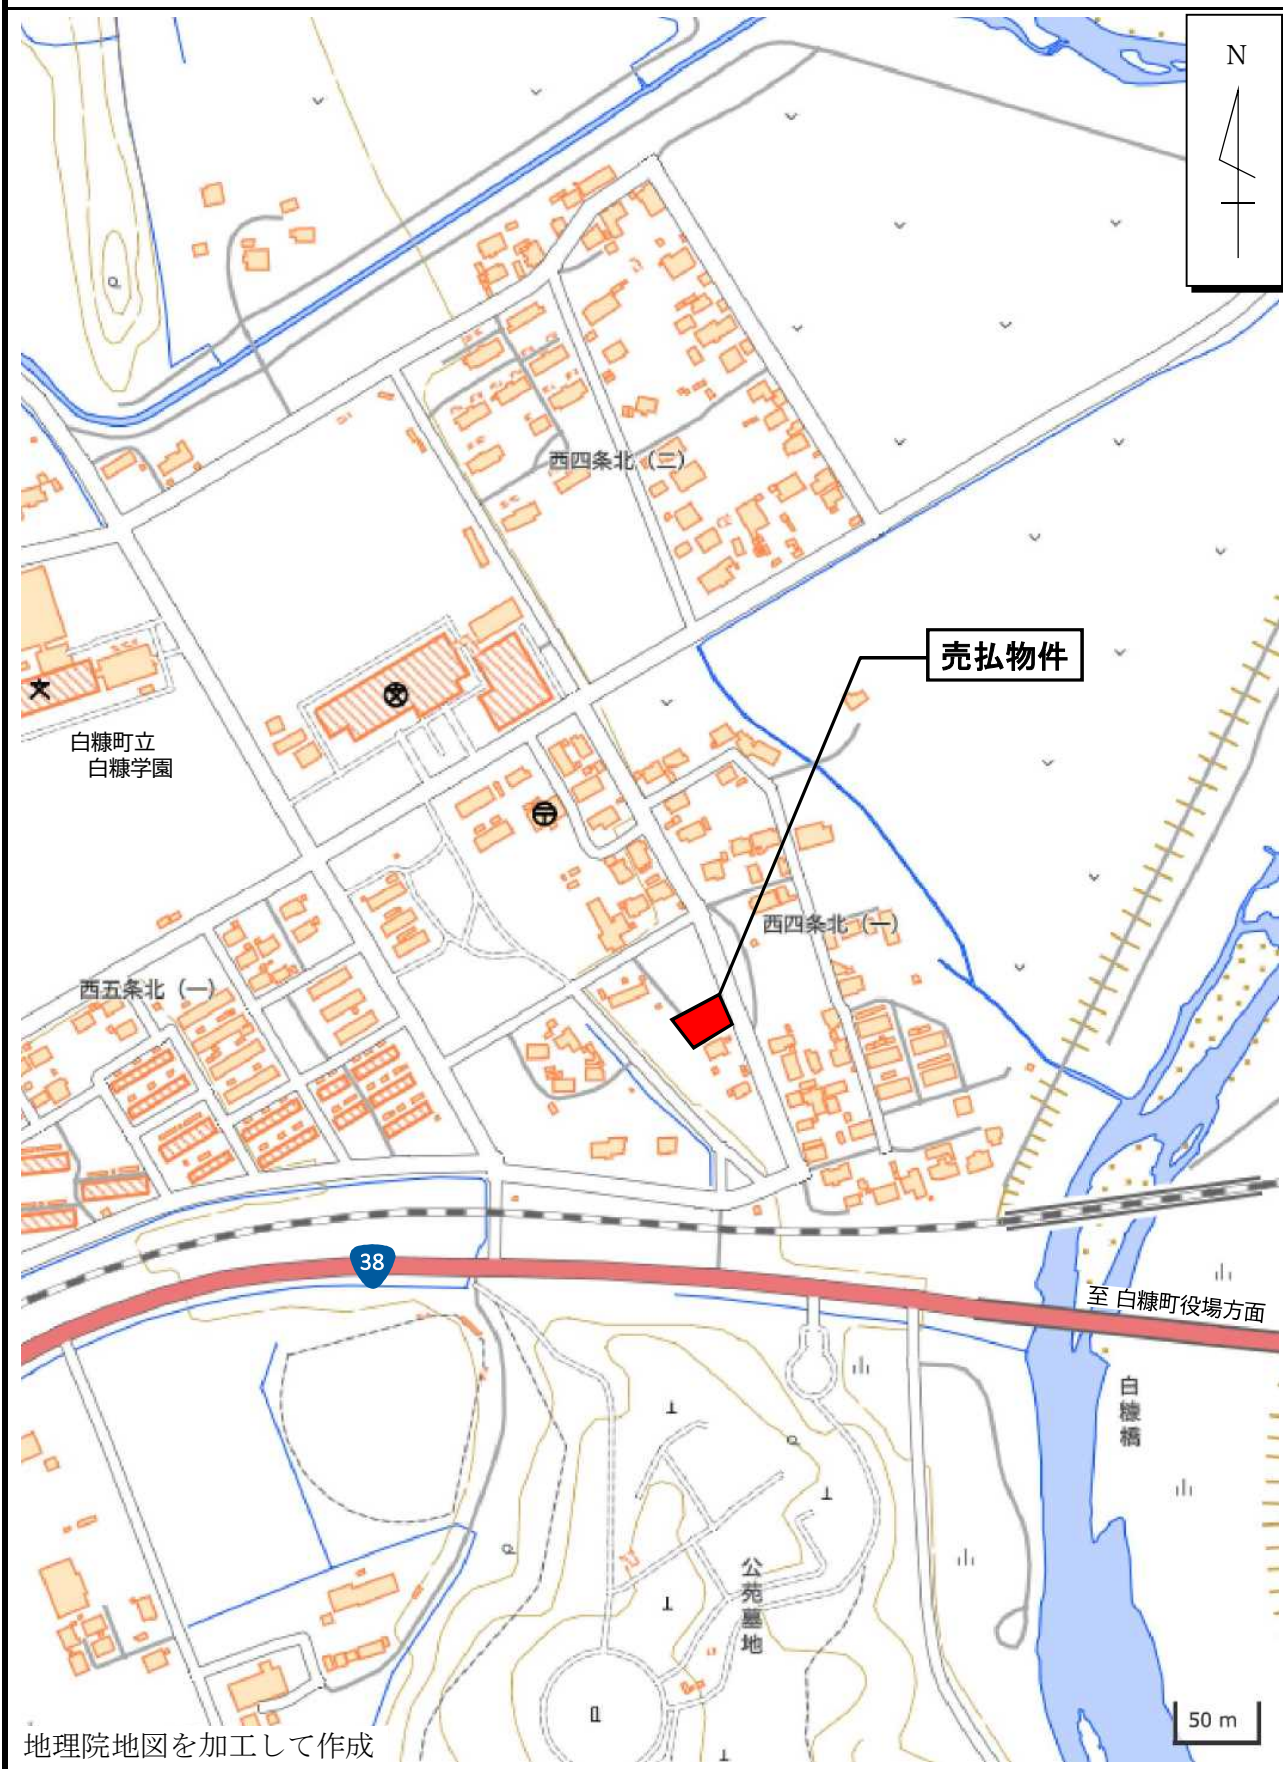 N
西四条北(二)
売払物件
白糠町立
白糠学園
西四条北(一)
西五条北(一)
38
至 白糠町役場方面
白糠橋
公苑墓地
50 m
地理院地図を加工して作成